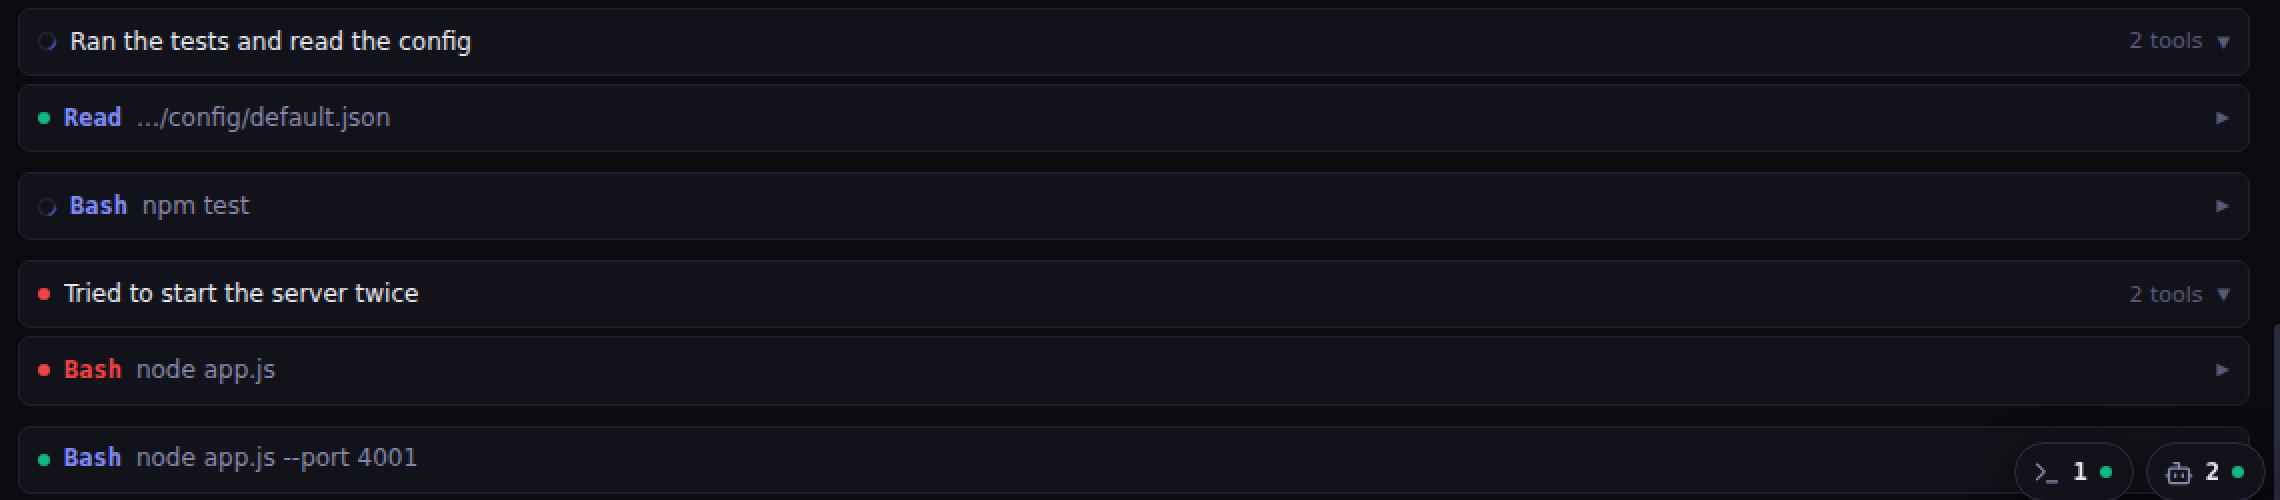 Ran the tests and read the config 2 tools ▼
Read .../config/default.json ▶
Bash npm test ▶
Tried to start the server twice 2 tools ▼
Bash node app.js ▶
Bash node app.js --port 4001
>_ 1 2